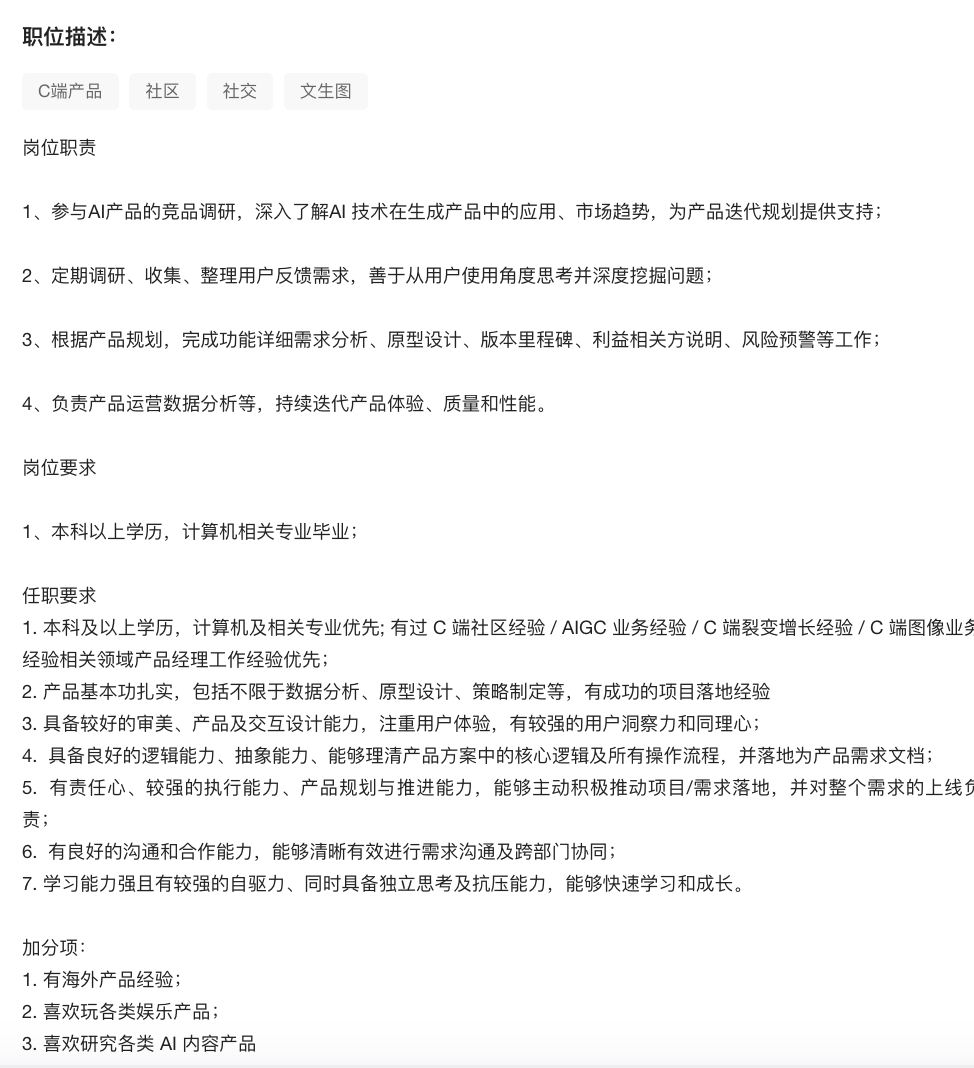 职位描述：
C端产品 社区 社交 文生图
岗位职责
1、参与AI产品的竞品调研，深入了解AI 技术在生成产品中的应用、市场趋势，为产品迭代规划提供支持；
2、定期调研、收集、整理用户反馈需求，善于从用户使用角度思考并深度挖掘问题；
3、根据产品规划，完成功能详细需求分析、原型设计、版本里程碑、利益相关方说明、风险预警等工作；
4、负责产品运营数据分析等，持续迭代产品体验、质量和性能。
岗位要求
1、本科以上学历，计算机相关专业毕业；
任职要求
1. 本科及以上学历，计算机及相关专业优先; 有过 C 端社区经验 / AIGC 业务经验 / C 端裂变增长经验 / C 端图像业务
经验相关领域产品经理工作经验优先；
2. 产品基本功扎实，包括不限于数据分析、原型设计、策略制定等，有成功的项目落地经验
3. 具备较好的审美、产品及交互设计能力，注重用户体验，有较强的用户洞察力和同理心；
4. 具备良好的逻辑能力、抽象能力、能够理清产品方案中的核心逻辑及所有操作流程，并落地为产品需求文档；
5. 有责任心、较强的执行能力、产品规划与推进能力，能够主动积极推动项目/需求落地，并对整个需求的上线负
责；
6. 有良好的沟通和合作能力，能够清晰有效进行需求沟通及跨部门协同；
7. 学习能力强且有较强的自驱力、同时具备独立思考及抗压能力，能够快速学习和成长。
加分项：
1. 有海外产品经验；
2. 喜欢玩各类娱乐产品；
3. 喜欢研究各类 AI 内容产品